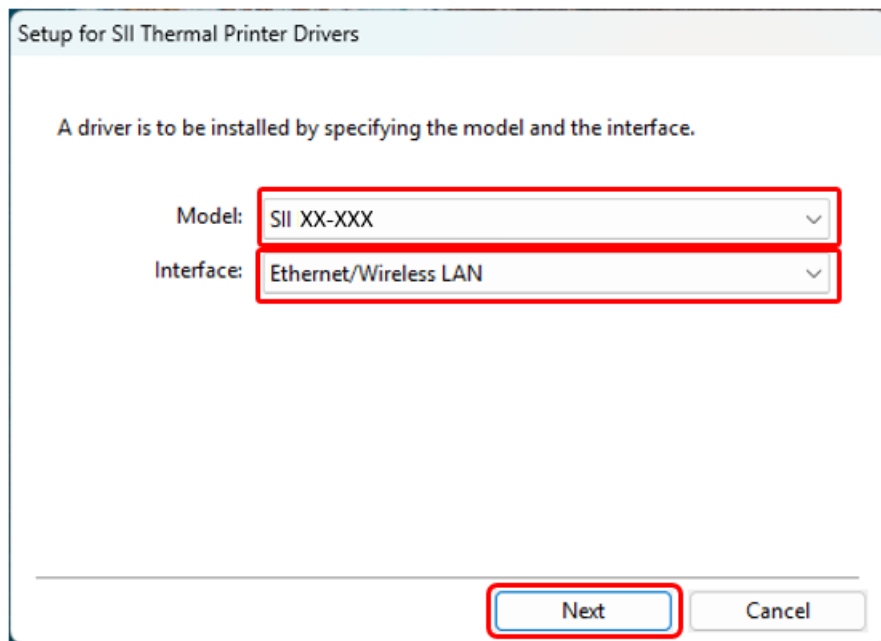 Setup for SII Thermal Printer Drivers
A driver is to be installed by specifying the model and the interface.
Model: SII XX-XXX
Interface: Ethernet/Wireless LAN
Next Cancel